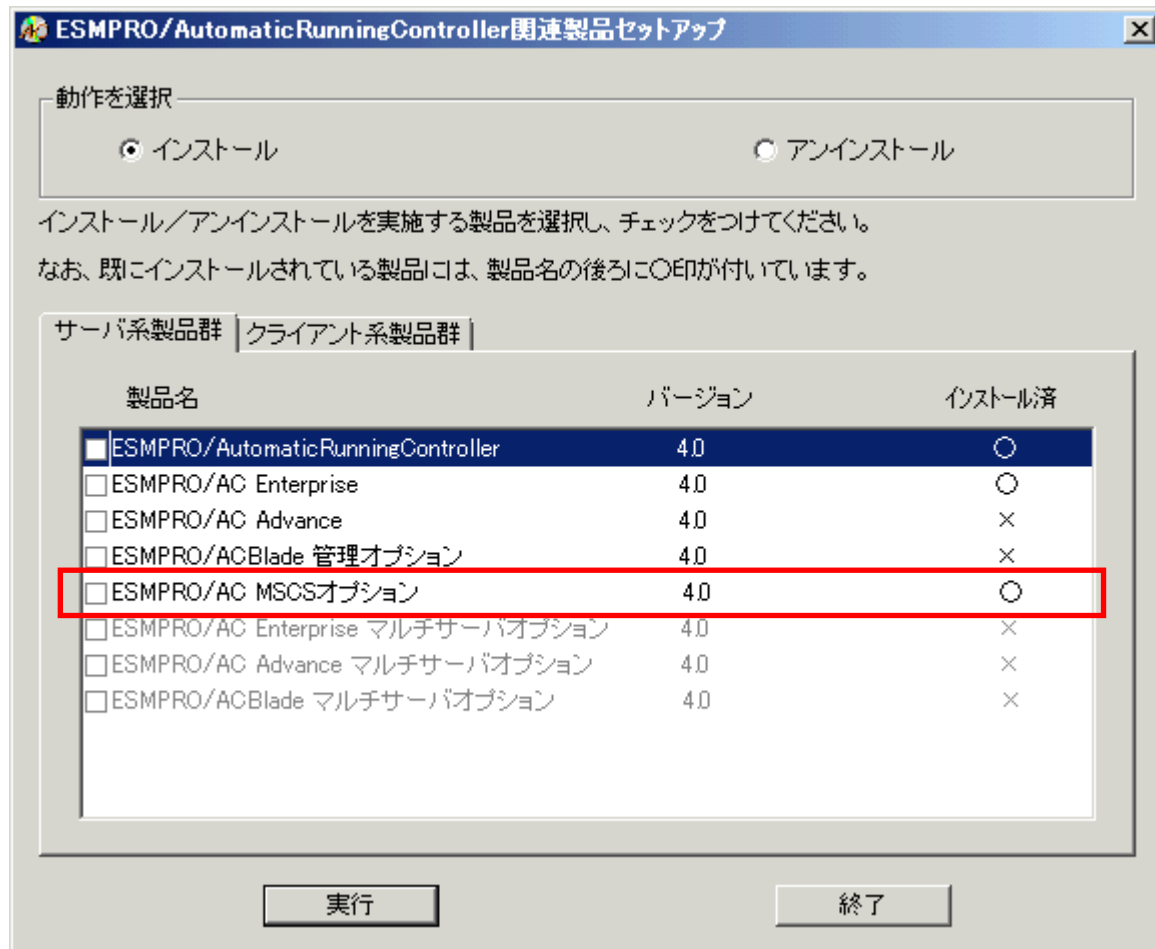 ESMPRO/AutomaticRunningController関連製品セットアップ
動作を選択
インストール アンインストール
インストール／アンインストールを実施する製品を選択し、チェックをつけてください。
なお、既にインストールされている製品には、製品名の後ろに〇印が付いています。
サーバ系製品群 クライアント系製品群
製品名 バージョン インストール済
ESMPRO/AutomaticRunningController 4.0 〇
ESMPRO/AC Enterprise 4.0 〇
ESMPRO/AC Advance 4.0 ×
ESMPRO/ACBlade 管理オプション 4.0 ×
ESMPRO/AC MSCSオプション 4.0 〇
ESMPRO/AC Enterprise マルチサーバオプション 4.0 ×
ESMPRO/AC Advance マルチサーバオプション 4.0 ×
ESMPRO/ACBlade マルチサーバオプション 4.0 ×
実行 終了